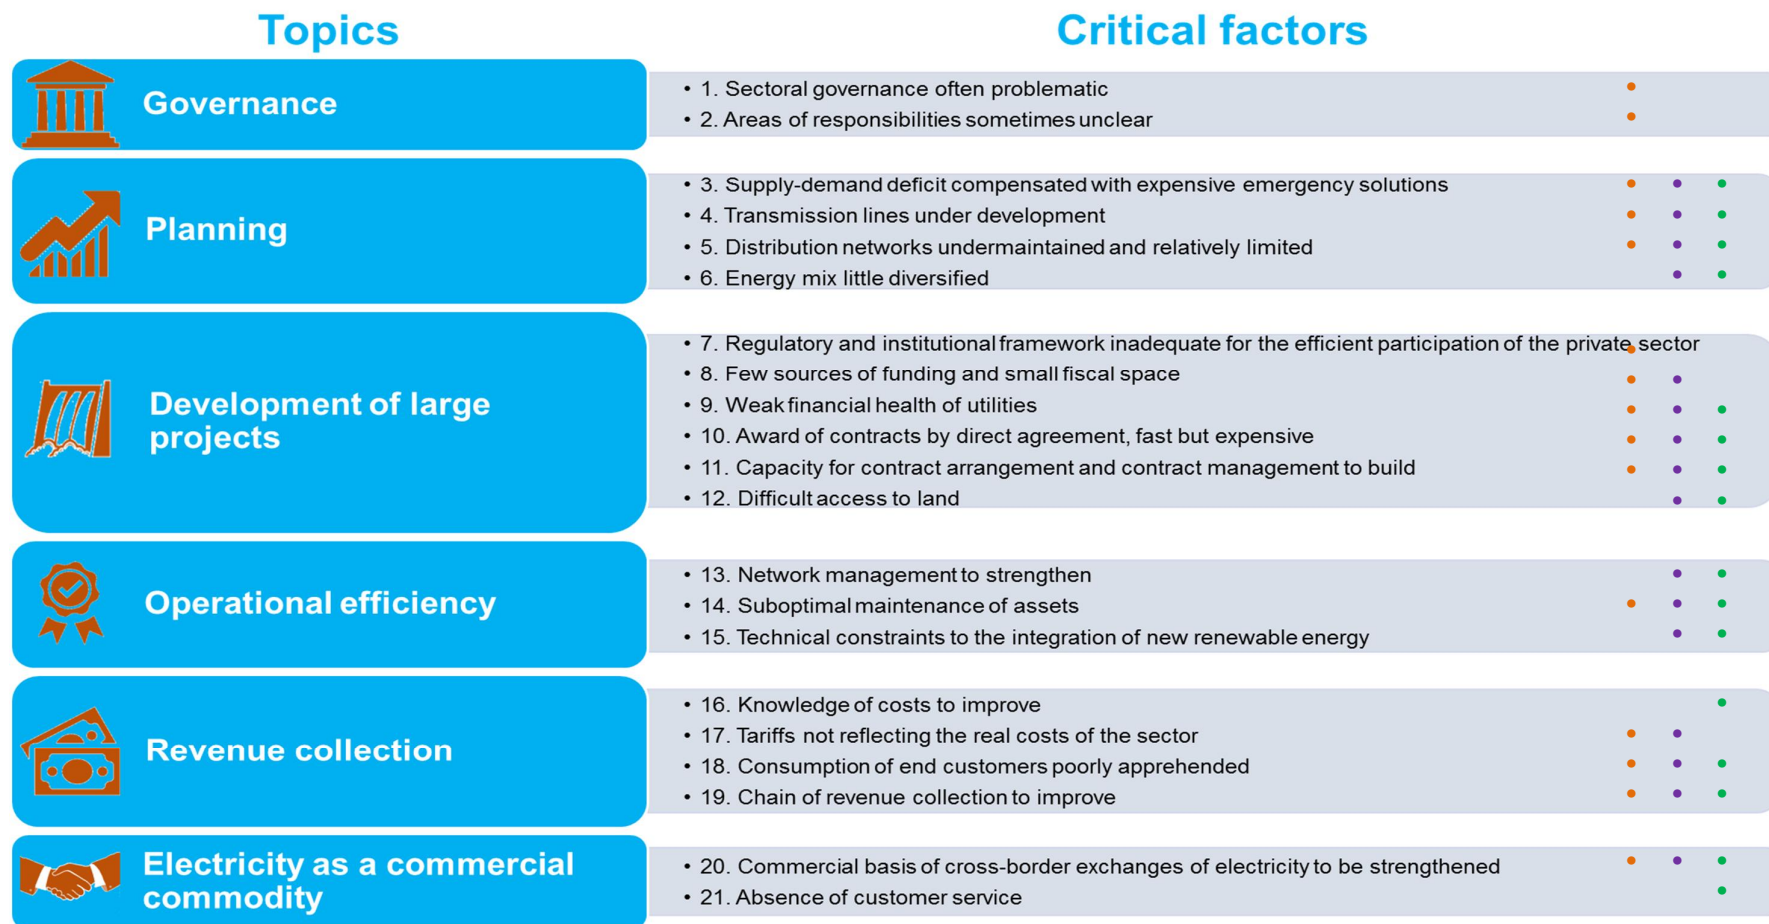 Topics
Critical factors
Governance
• 1. Sectoral governance often problematic
• 2. Areas of responsibilities sometimes unclear
Planning
• 3. Supply-demand deficit compensated with expensive emergency solutions
• 4. Transmission lines under development
• 5. Distribution networks undermaintained and relatively limited
• 6. Energy mix little diversified
Development of large
projects
• 7. Regulatory and institutional framework inadequate for the efficient participation of the private sector
• 8. Few sources of funding and small fiscal space
• 9. Weak financial health of utilities
• 10. Award of contracts by direct agreement, fast but expensive
• 11. Capacity for contract arrangement and contract management to build
• 12. Difficult access to land
Operational efficiency
• 13. Network management to strengthen
• 14. Suboptimal maintenance of assets
• 15. Technical constraints to the integration of new renewable energy
Revenue collection
• 16. Knowledge of costs to improve
• 17. Tariffs not reflecting the real costs of the sector
• 18. Consumption of end customers poorly apprehended
• 19. Chain of revenue collection to improve
Electricity as a commercial
commodity
• 20. Commercial basis of cross-border exchanges of electricity to be strengthened
• 21. Absence of customer service